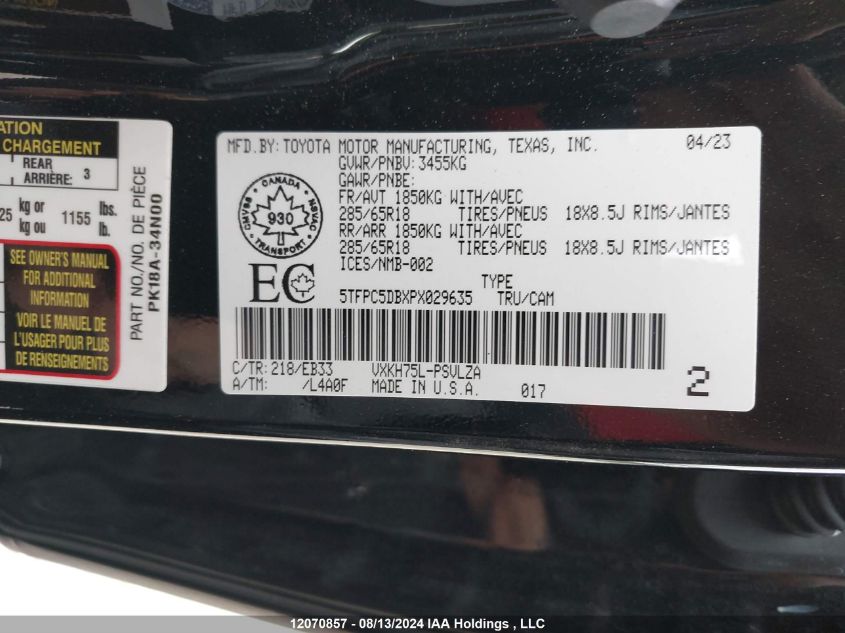 ATION
CHARGEMENT
REAR
ARRIÈRE: 3
25 kg or
kg ou 1155 lbs.
lb.
SEE OWNER'S MANUAL
FOR ADDITIONAL
INFORMATION
VOIR LE MANUEL DE
L'USAGER POUR PLUS
DE RENSEIGNEMENTS
PART NO./NO. DE PIÈCE
PK18A-34N00
MFD.BY: TOYOTA MOTOR MANUFACTURING, TEXAS, INC. 04/23
GVWR/PNBV: 3455KG
GAWR/PNBE:
FR/AVT 1850KG WITH/AVEC
285/65R18 TIRES/PNEUS 18X8.5J RIMS/JANTES
RR/ARR 1850KG WITH/AVEC
285/65R18 TIRES/PNEUS 18X8.5J RIMS/JANTES
ICES/NMB-002
CANADA
CMVSS 930 NSVAC
TRANSPORT
EC
TYPE
5TFPC5DBXPX029635 TRU/CAM
C/TR: 218/EB33 VXKH75L-PSVLZA
A/TM: /L4A0F MADE IN U.S.A. 017
2
12070857 - 08/13/2024 IAA Holdings , LLC